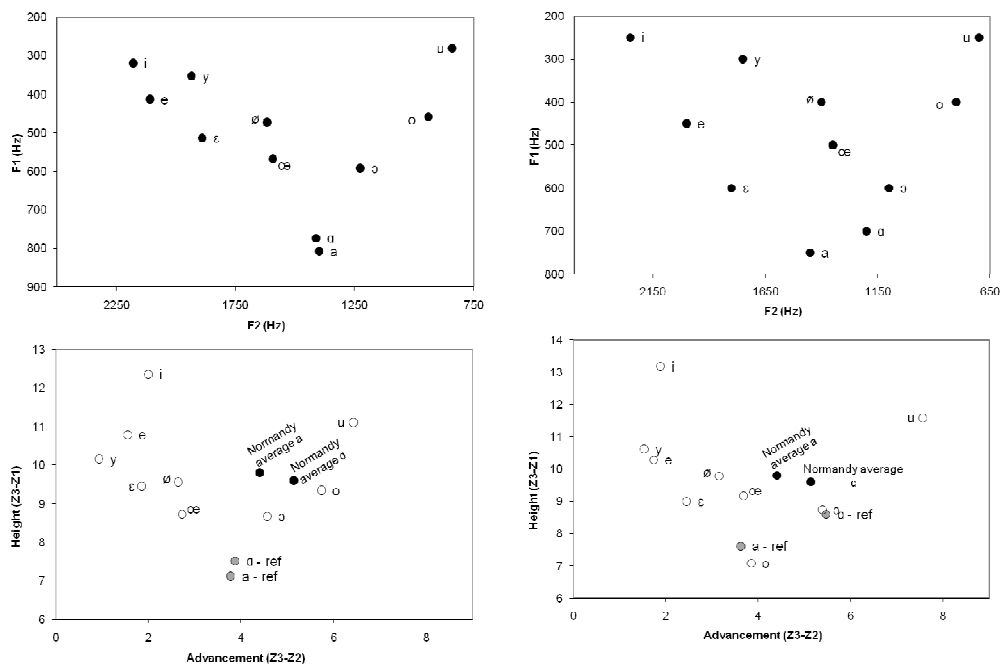 200
300
400
500
600
700
800
900
F1 (Hz)
u
i
y
e
ø
o
ε
œ
ɔ
ɑ
a
2250
1750
1250
750
F2 (Hz)
200
300
400
500
600
700
800
F1 (Hz)
i
u
y
ø
o
e
œ
ε
ɔ
ɑ
a
2150
1650
1150
650
F2 (Hz)
13
12
11
10
9
8
7
6
Height (Z3-Z1)
i
u
e
y
Normandy
average a
Normandy
average ɑ
ε
ø
o
œ
ɔ
ɑ - ref
a - ref
0
2
4
6
8
Advancement (Z3-Z2)
14
13
12
11
10
9
8
7
6
Height (Z3-Z1)
i
u
y
e
Normandy
average a
Normandy average
ɑ
ø
œ
ε
ɑ - ref
a - ref
o
0
2
4
6
8
Advancement (Z3-Z2)